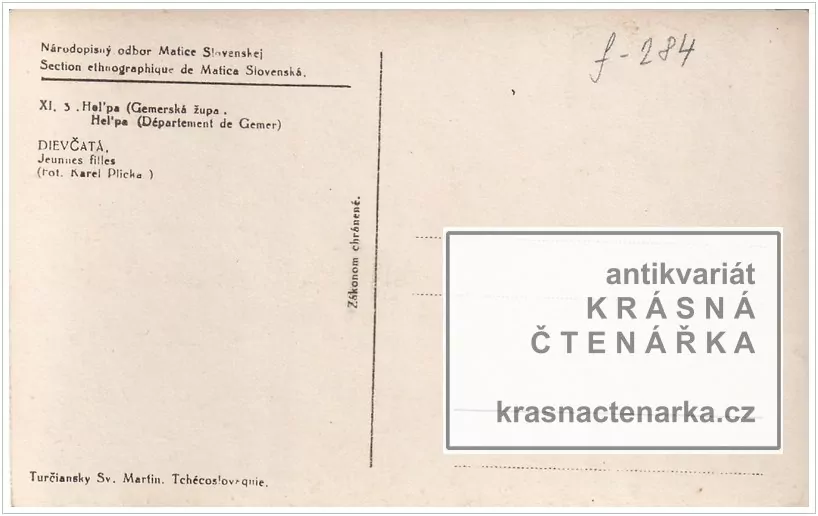 Národopisný odbor Matice Slovenskej
Section ethnographique de Matica Slovenská.
XI. 3. Hel'pa (Gemerská župa.
Hel'pa (Département de Gemer)
DIEVČATÁ.
Jeunnes filles
(Fot. Karel Plicka )
Zákonom chránené.
Turčiansky Sv. Martin. Tchécoslovaquie.
f-284
antikvariát
KRÁSNÁ
ČTENÁŘKA
krasnactenarka.cz